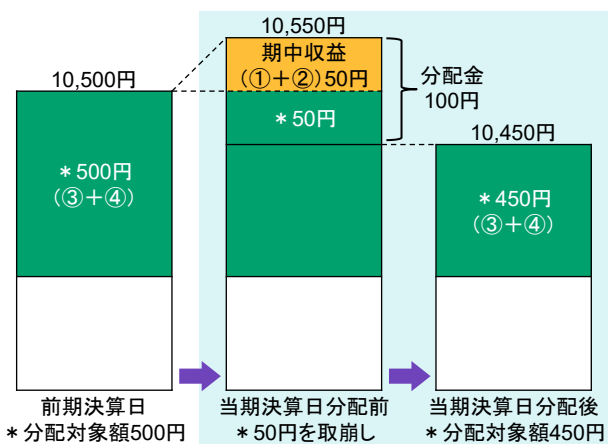 10,500円
＊500円
（③＋④）
前期決算日
＊分配対象額500円
10,550円
期中収益
（①＋②）50円
＊50円
分配金
100円
当期決算日分配前
＊50円を取崩し
10,450円
＊450円
（③＋④）
当期決算日分配後
＊分配対象額450円